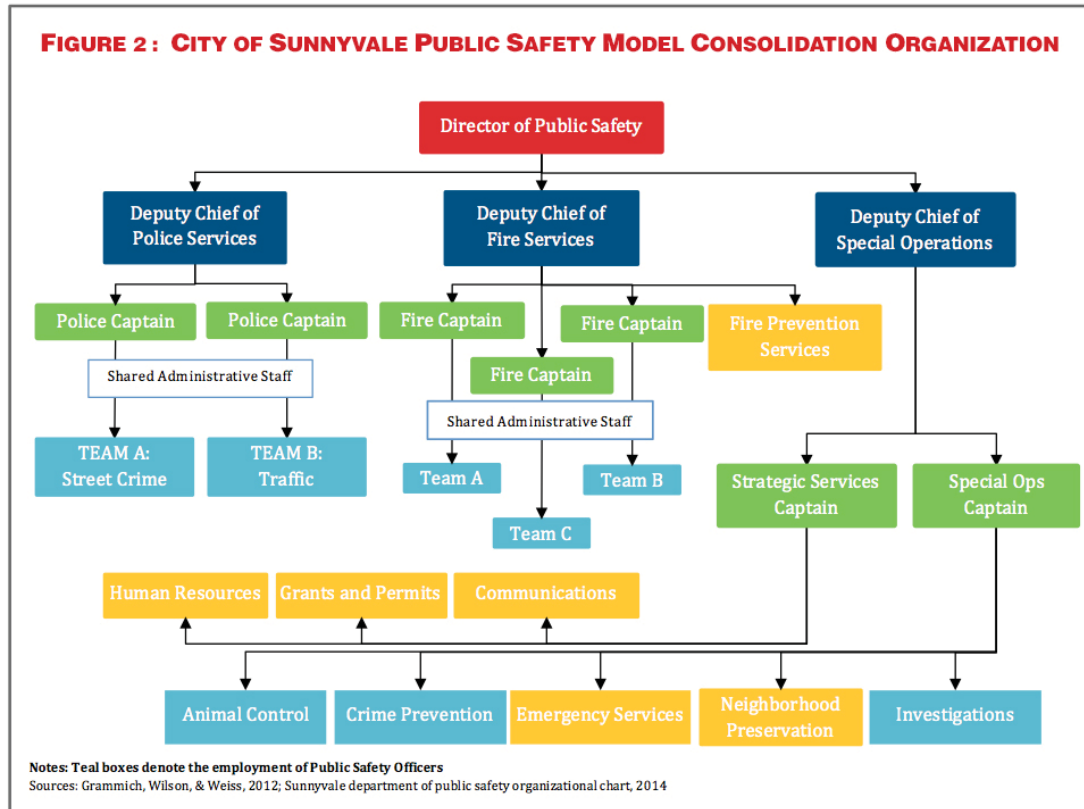 FIGURE 2 : CITY OF SUNNYVALE PUBLIC SAFETY MODEL CONSOLIDATION ORGANIZATION
Director of Public Safety
Deputy Chief of
Police Services
Deputy Chief of
Fire Services
Deputy Chief of
Special Operations
Police Captain
Police Captain
Fire Captain
Fire Captain
Fire Captain
Fire Prevention
Services
Shared Administrative Staff
Shared Administrative Staff
TEAM A:
Street Crime
TEAM B:
Traffic
Team A
Team B
Team C
Strategic Services
Captain
Special Ops
Captain
Human Resources
Grants and Permits
Communications
Animal Control
Crime Prevention
Emergency Services
Neighborhood
Preservation
Investigations
Notes: Teal boxes denote the employment of Public Safety Officers
Sources: Grammich, Wilson, & Weiss, 2012; Sunnyvale department of public safety organizational chart, 2014